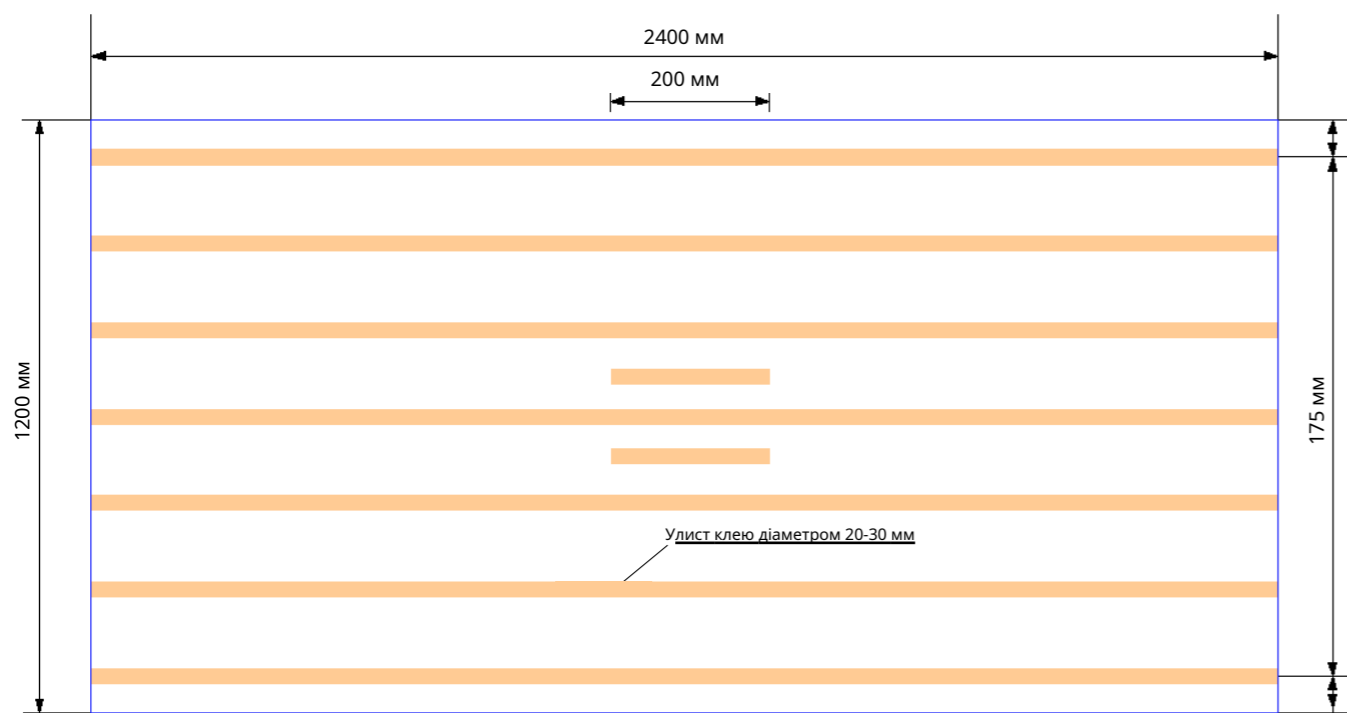 2400 мм
200 мм
1200 мм
175 мм
Улист клею діаметром 20-30 мм